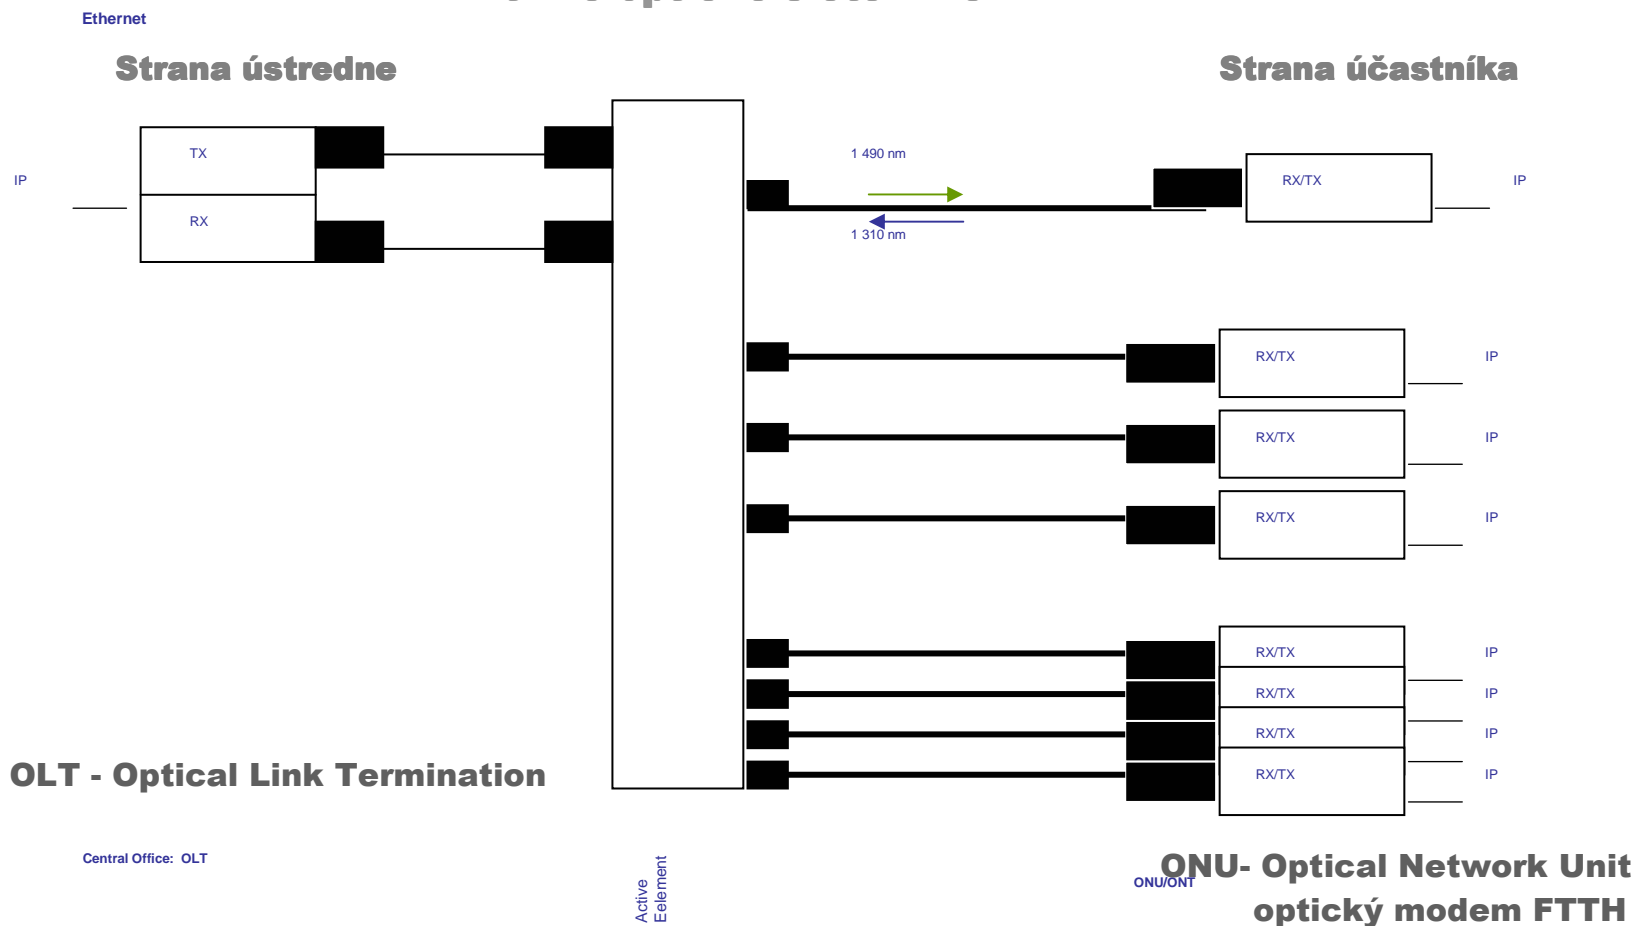 Ethernet
Strana ústredne
Strana účastníka
TX
1 490 nm
IP
RX/TX
IP
RX
1 310 nm
RX/TX
IP
RX/TX
IP
RX/TX
IP
RX/TX
IP
RX/TX
IP
RX/TX
IP
RX/TX
IP
OLT - Optical Link Termination
Central Office: OLT
Active
Eelement
ONU- Optical Network Unit
ONU/ONT
optický modem FTTH